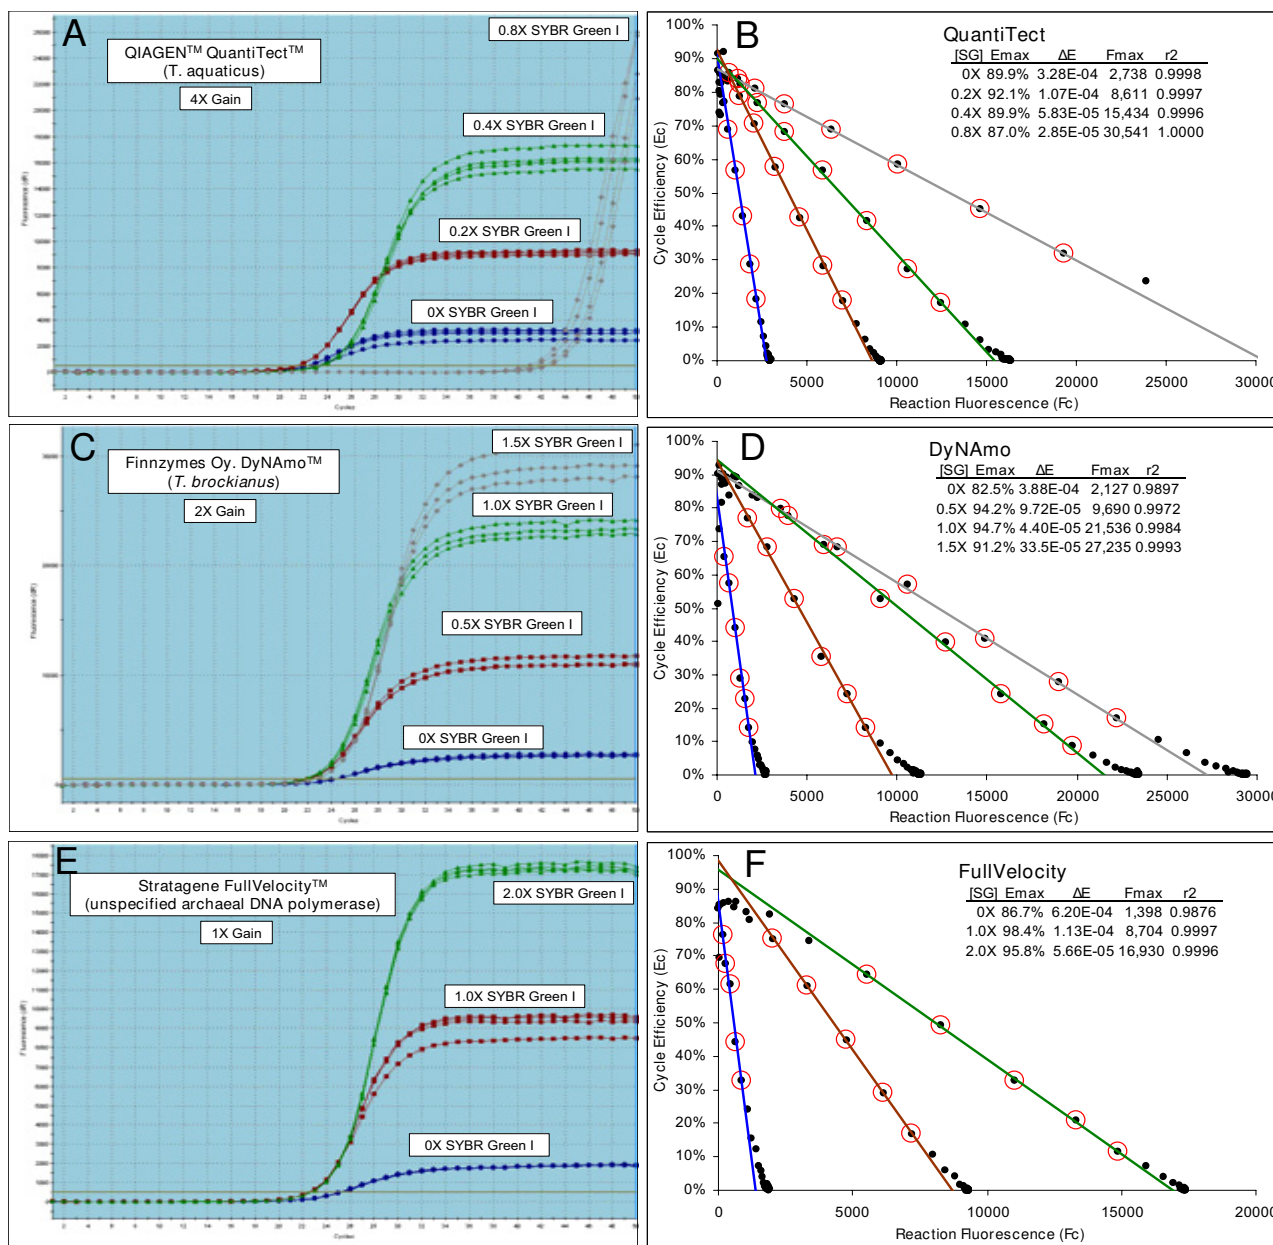 A
QIAGEN™ QuantiTect™
(T. aquaticus)
4X Gain
0.8X SYBR Green I
0.4X SYBR Green I
0.2X SYBR Green I
0X SYBR Green I
Fluorescence (dR)
Cycles
B
QuantiTect
[SG] Emax ΔE Fmax r2
0X 89.9% 3.28E-04 2,738 0.9998
0.2X 92.1% 1.07E-04 8,611 0.9997
0.4X 89.9% 5.83E-05 15,434 0.9996
0.8X 87.0% 2.85E-05 30,541 1.0000
Cycle Efficiency (Ec)
100%
90%
80%
70%
60%
50%
40%
30%
20%
10%
0%
0 5000 10000 15000 20000 25000 30000
Reaction Fluorescence (Fc)
C
Finnzymes Oy. DyNAmo™
(T. brockianus)
2X Gain
1.5X SYBR Green I
1.0X SYBR Green I
0.5X SYBR Green I
0X SYBR Green I
Fluorescence (dR)
Cycles
D
DyNAmo
[SG] Emax ΔE Fmax r2
0X 82.5% 3.88E-04 2,127 0.9897
0.5X 94.2% 9.72E-05 9,690 0.9972
1.0X 94.7% 4.40E-05 21,536 0.9984
1.5X 91.2% 33.5E-05 27,235 0.9993
Cycle Efficiency (Ec)
100%
90%
80%
70%
60%
50%
40%
30%
20%
10%
0%
0 5000 10000 15000 20000 25000 30000
Reaction Fluorescence (Fc)
E
Stratagene FullVelocity™
(unspecified archaeal DNA polymerase)
1X Gain
2.0X SYBR Green I
1.0X SYBR Green I
0X SYBR Green I
Fluorescence (dR)
Cycles
F
FullVelocity
[SG] Emax ΔE Fmax r2
0X 86.7% 6.20E-04 1,398 0.9876
1.0X 98.4% 1.13E-04 8,704 0.9997
2.0X 95.8% 5.66E-05 16,930 0.9996
Cycle Efficiency (Ec)
100%
90%
80%
70%
60%
50%
40%
30%
20%
10%
0%
0 5000 10000 15000 20000
Reaction Fluorescence (Fc)